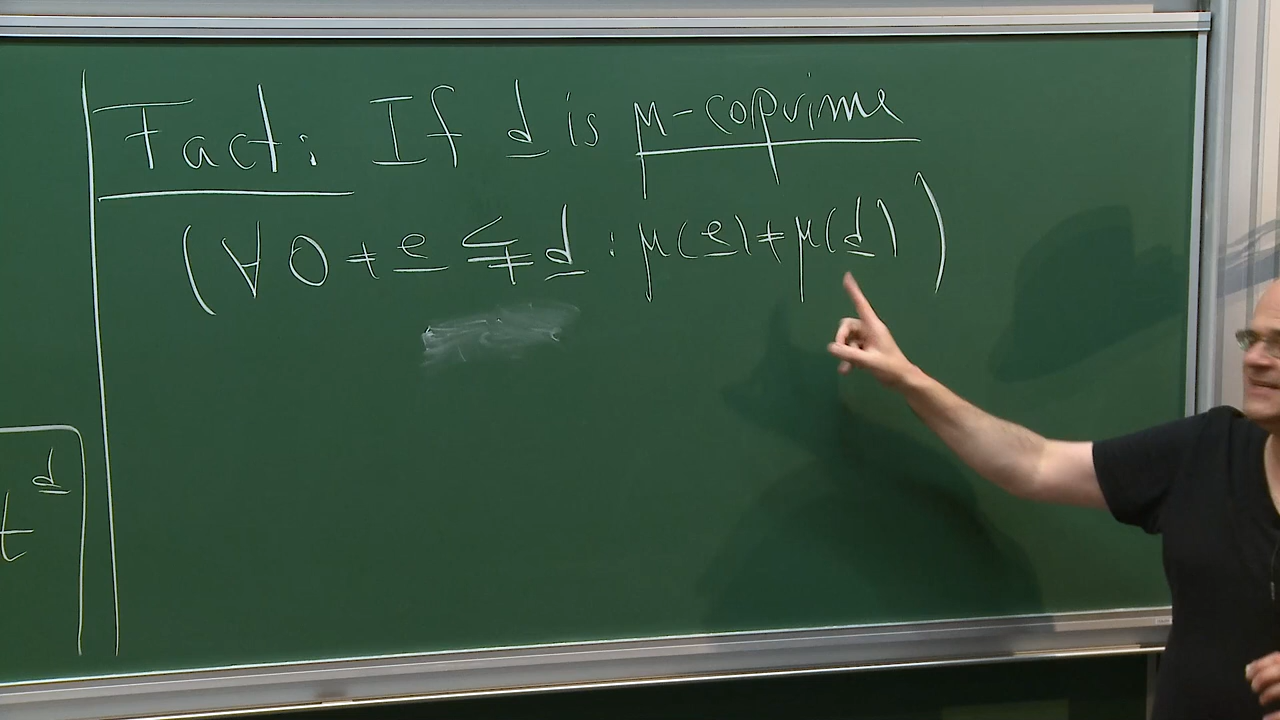 Fact: If d is μ-coprime
(∀ 0 ≠ e ≨ d : μ(e) ≠ μ(d))
t^d